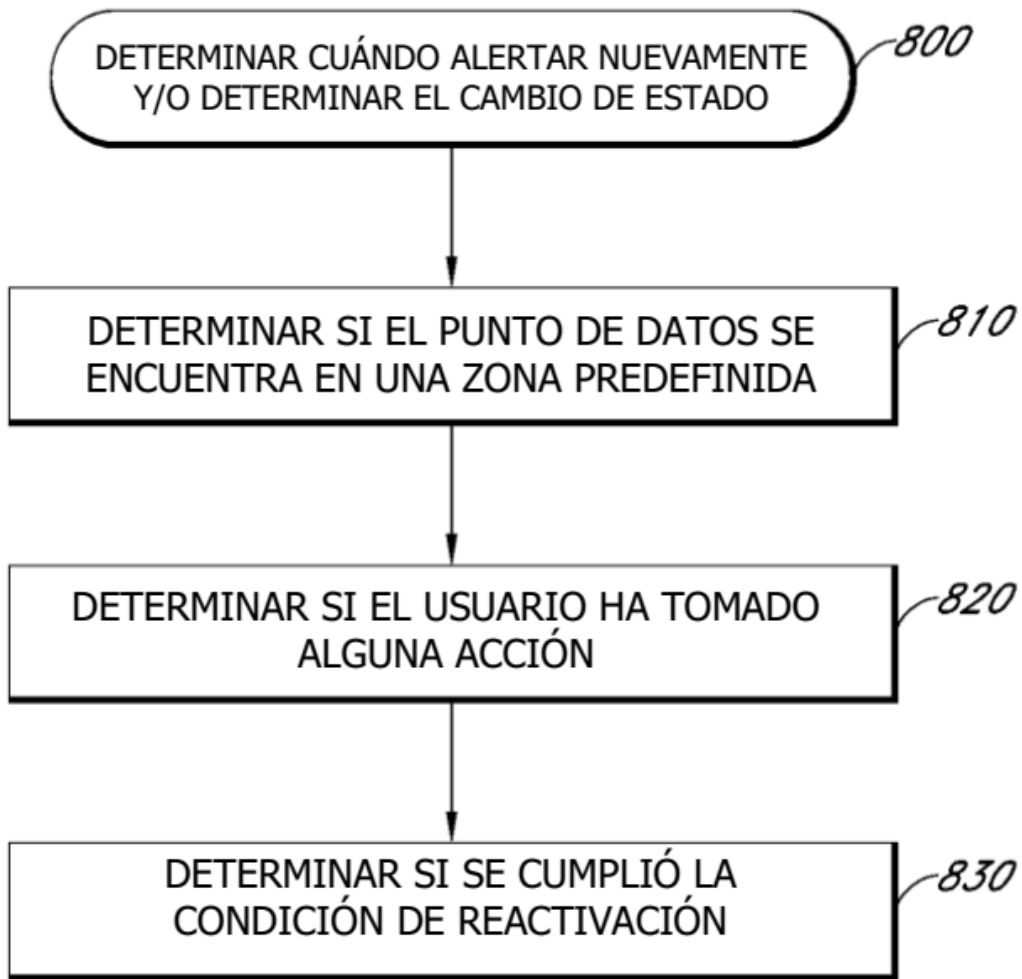 DETERMINAR CUÁNDO ALERTAR NUEVAMENTE
Y/O DETERMINAR EL CAMBIO DE ESTADO
800
DETERMINAR SI EL PUNTO DE DATOS SE
ENCUENTRA EN UNA ZONA PREDEFINIDA
810
DETERMINAR SI EL USUARIO HA TOMADO
ALGUNA ACCIÓN
820
DETERMINAR SI SE CUMPLIÓ LA
CONDICIÓN DE REACTIVACIÓN
830